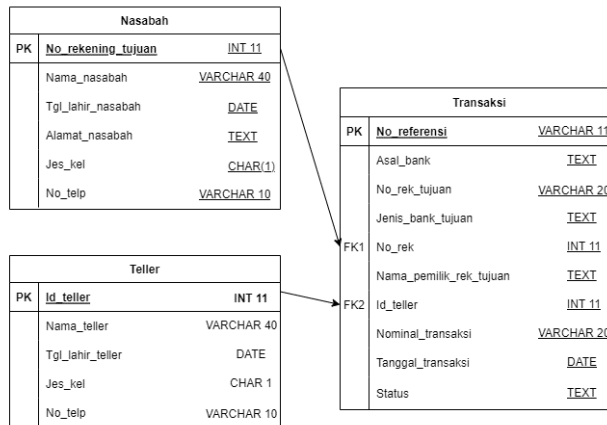 Nasabah
PK No_rekening_tujuan INT 11
Nama_nasabah VARCHAR 40
Tgl_lahir_nasabah DATE
Alamat_nasabah TEXT
Jes_kel CHAR(1)
No_telp VARCHAR 10
Transaksi
PK No_referensi VARCHAR 11
Asal_bank TEXT
No_rek_tujuan VARCHAR 20
Jenis_bank_tujuan TEXT
FK1 No_rek INT 11
Nama_pemilik_rek_tujuan TEXT
FK2 Id_teller INT 11
Nominal_transaksi VARCHAR 20
Tanggal_transaksi DATE
Status TEXT
Teller
PK Id_teller INT 11
Nama_teller VARCHAR 40
Tgl_lahir_teller DATE
Jes_kel CHAR 1
No_telp VARCHAR 10